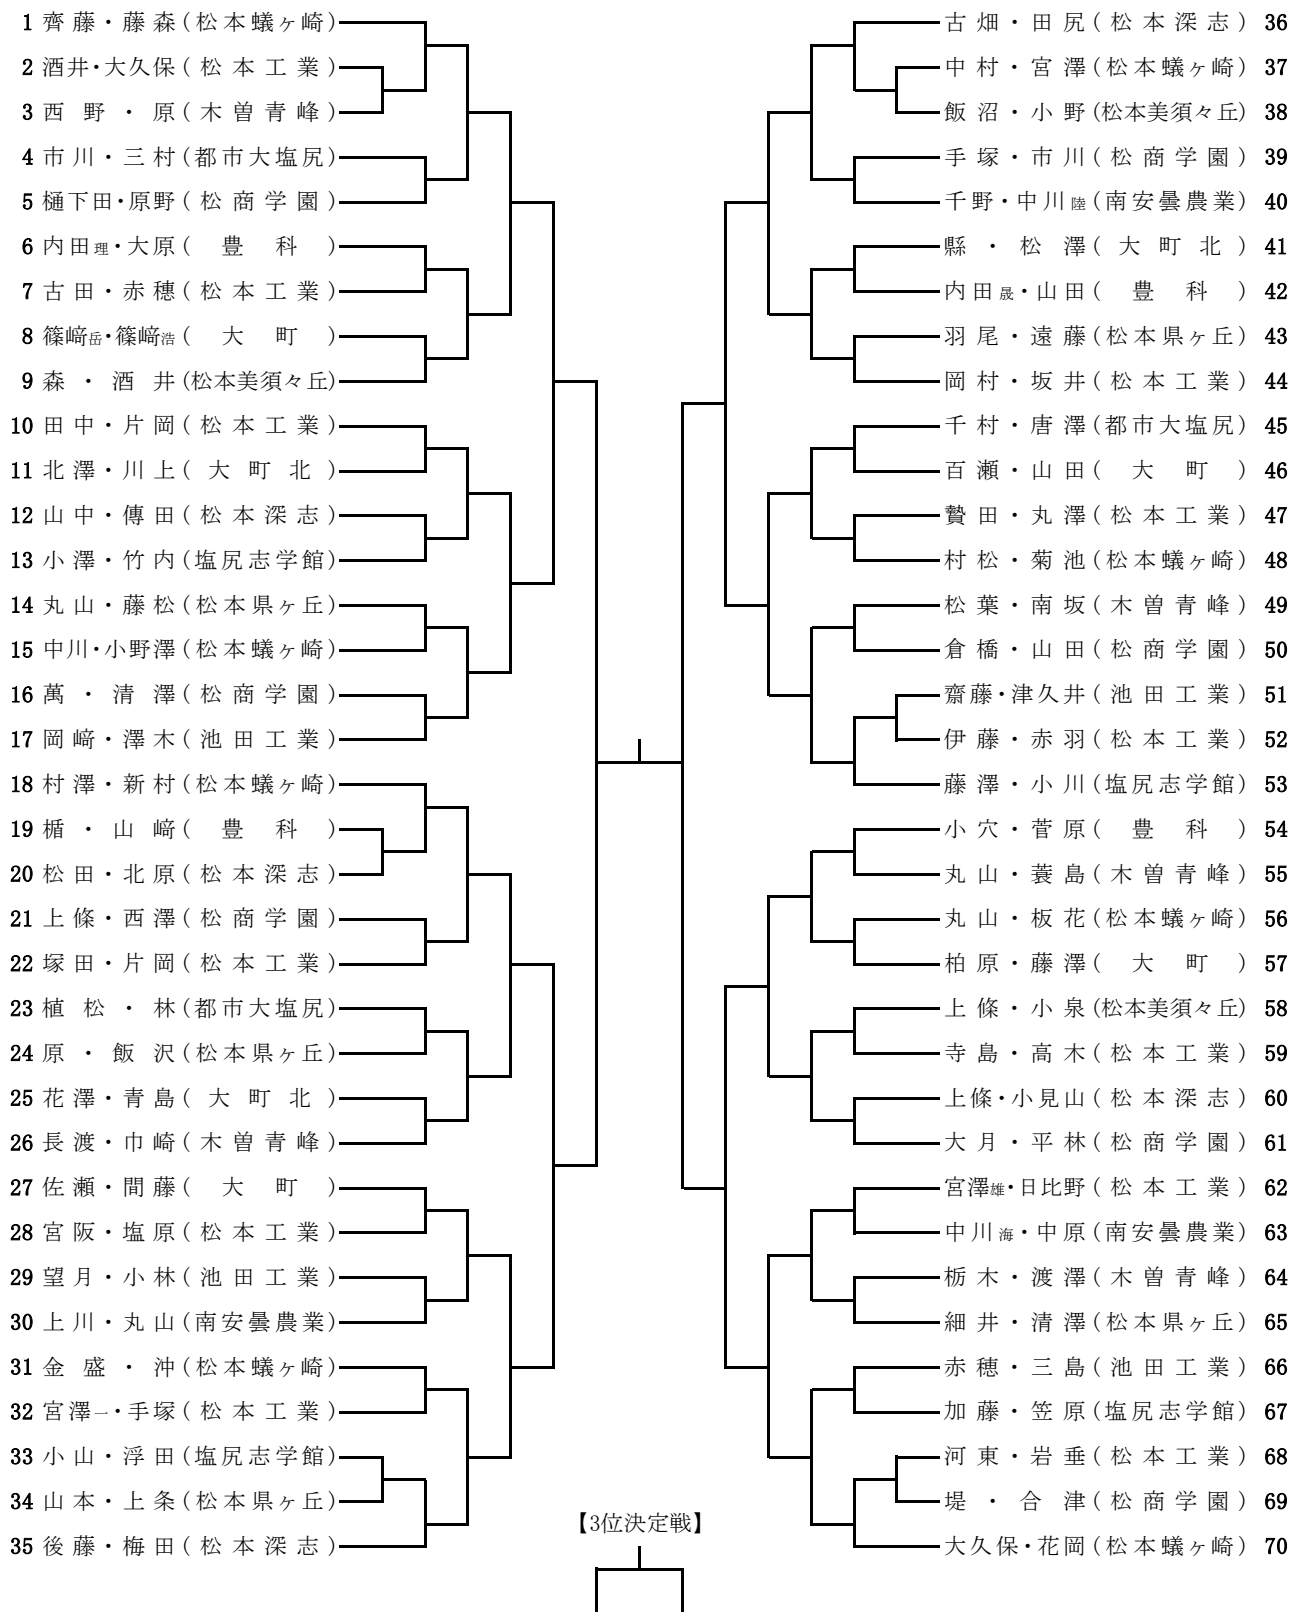 1 齊藤・藤森(松本蟻ヶ崎)
2 酒井・大久保(松本工業)
3 西野・原(木曽青峰)
4 市川・三村(都市大塩尻)
5 樋下田・原野(松商学園)
6 内田理・大原(豊科)
7 古田・赤穂(松本工業)
8 篠﨑岳・篠﨑浩(大町)
9 森・酒井(松本美須々丘)
10 田中・片岡(松本工業)
11 北澤・川上(大町北)
12 山中・傳田(松本深志)
13 小澤・竹内(塩尻志学館)
14 丸山・藤松(松本県ヶ丘)
15 中川・小野澤(松本蟻ヶ崎)
16 萬・清澤(松商学園)
17 岡﨑・澤木(池田工業)
18 村澤・新村(松本蟻ヶ崎)
19 楯・山﨑(豊科)
20 松田・北原(松本深志)
21 上條・西澤(松商学園)
22 塚田・片岡(松本工業)
23 植松・林(都市大塩尻)
24 原・飯沢(松本県ヶ丘)
25 花澤・青島(大町北)
26 長渡・巾崎(木曽青峰)
27 佐瀬・間藤(大町)
28 宮阪・塩原(松本工業)
29 望月・小林(池田工業)
30 上川・丸山(南安曇農業)
31 金盛・沖(松本蟻ヶ崎)
32 宮澤一・手塚(松本工業)
33 小山・浮田(塩尻志学館)
34 山本・上条(松本県ヶ丘)
35 後藤・梅田(松本深志)
古畑・田尻(松本深志) 36
中村・宮澤(松本蟻ヶ崎) 37
飯沼・小野(松本美須々丘) 38
手塚・市川(松商学園) 39
千野・中川陸(南安曇農業) 40
縣・松澤(大町北) 41
内田晟・山田(豊科) 42
羽尾・遠藤(松本県ヶ丘) 43
岡村・坂井(松本工業) 44
千村・唐澤(都市大塩尻) 45
百瀬・山田(大町) 46
贄田・丸澤(松本工業) 47
村松・菊池(松本蟻ヶ崎) 48
松葉・南坂(木曽青峰) 49
倉橋・山田(松商学園) 50
齋藤・津久井(池田工業) 51
伊藤・赤羽(松本工業) 52
藤澤・小川(塩尻志学館) 53
小穴・菅原(豊科) 54
丸山・蓑島(木曽青峰) 55
丸山・板花(松本蟻ヶ崎) 56
柏原・藤澤(大町) 57
上條・小泉(松本美須々丘) 58
寺島・高木(松本工業) 59
上條・小見山(松本深志) 60
大月・平林(松商学園) 61
宮澤雄・日比野(松本工業) 62
中川海・中原(南安曇農業) 63
栃木・渡澤(木曽青峰) 64
細井・清澤(松本県ヶ丘) 65
赤穂・三島(池田工業) 66
加藤・笠原(塩尻志学館) 67
河東・岩垂(松本工業) 68
堤・合津(松商学園) 69
大久保・花岡(松本蟻ヶ崎) 70
【3位決定戦】